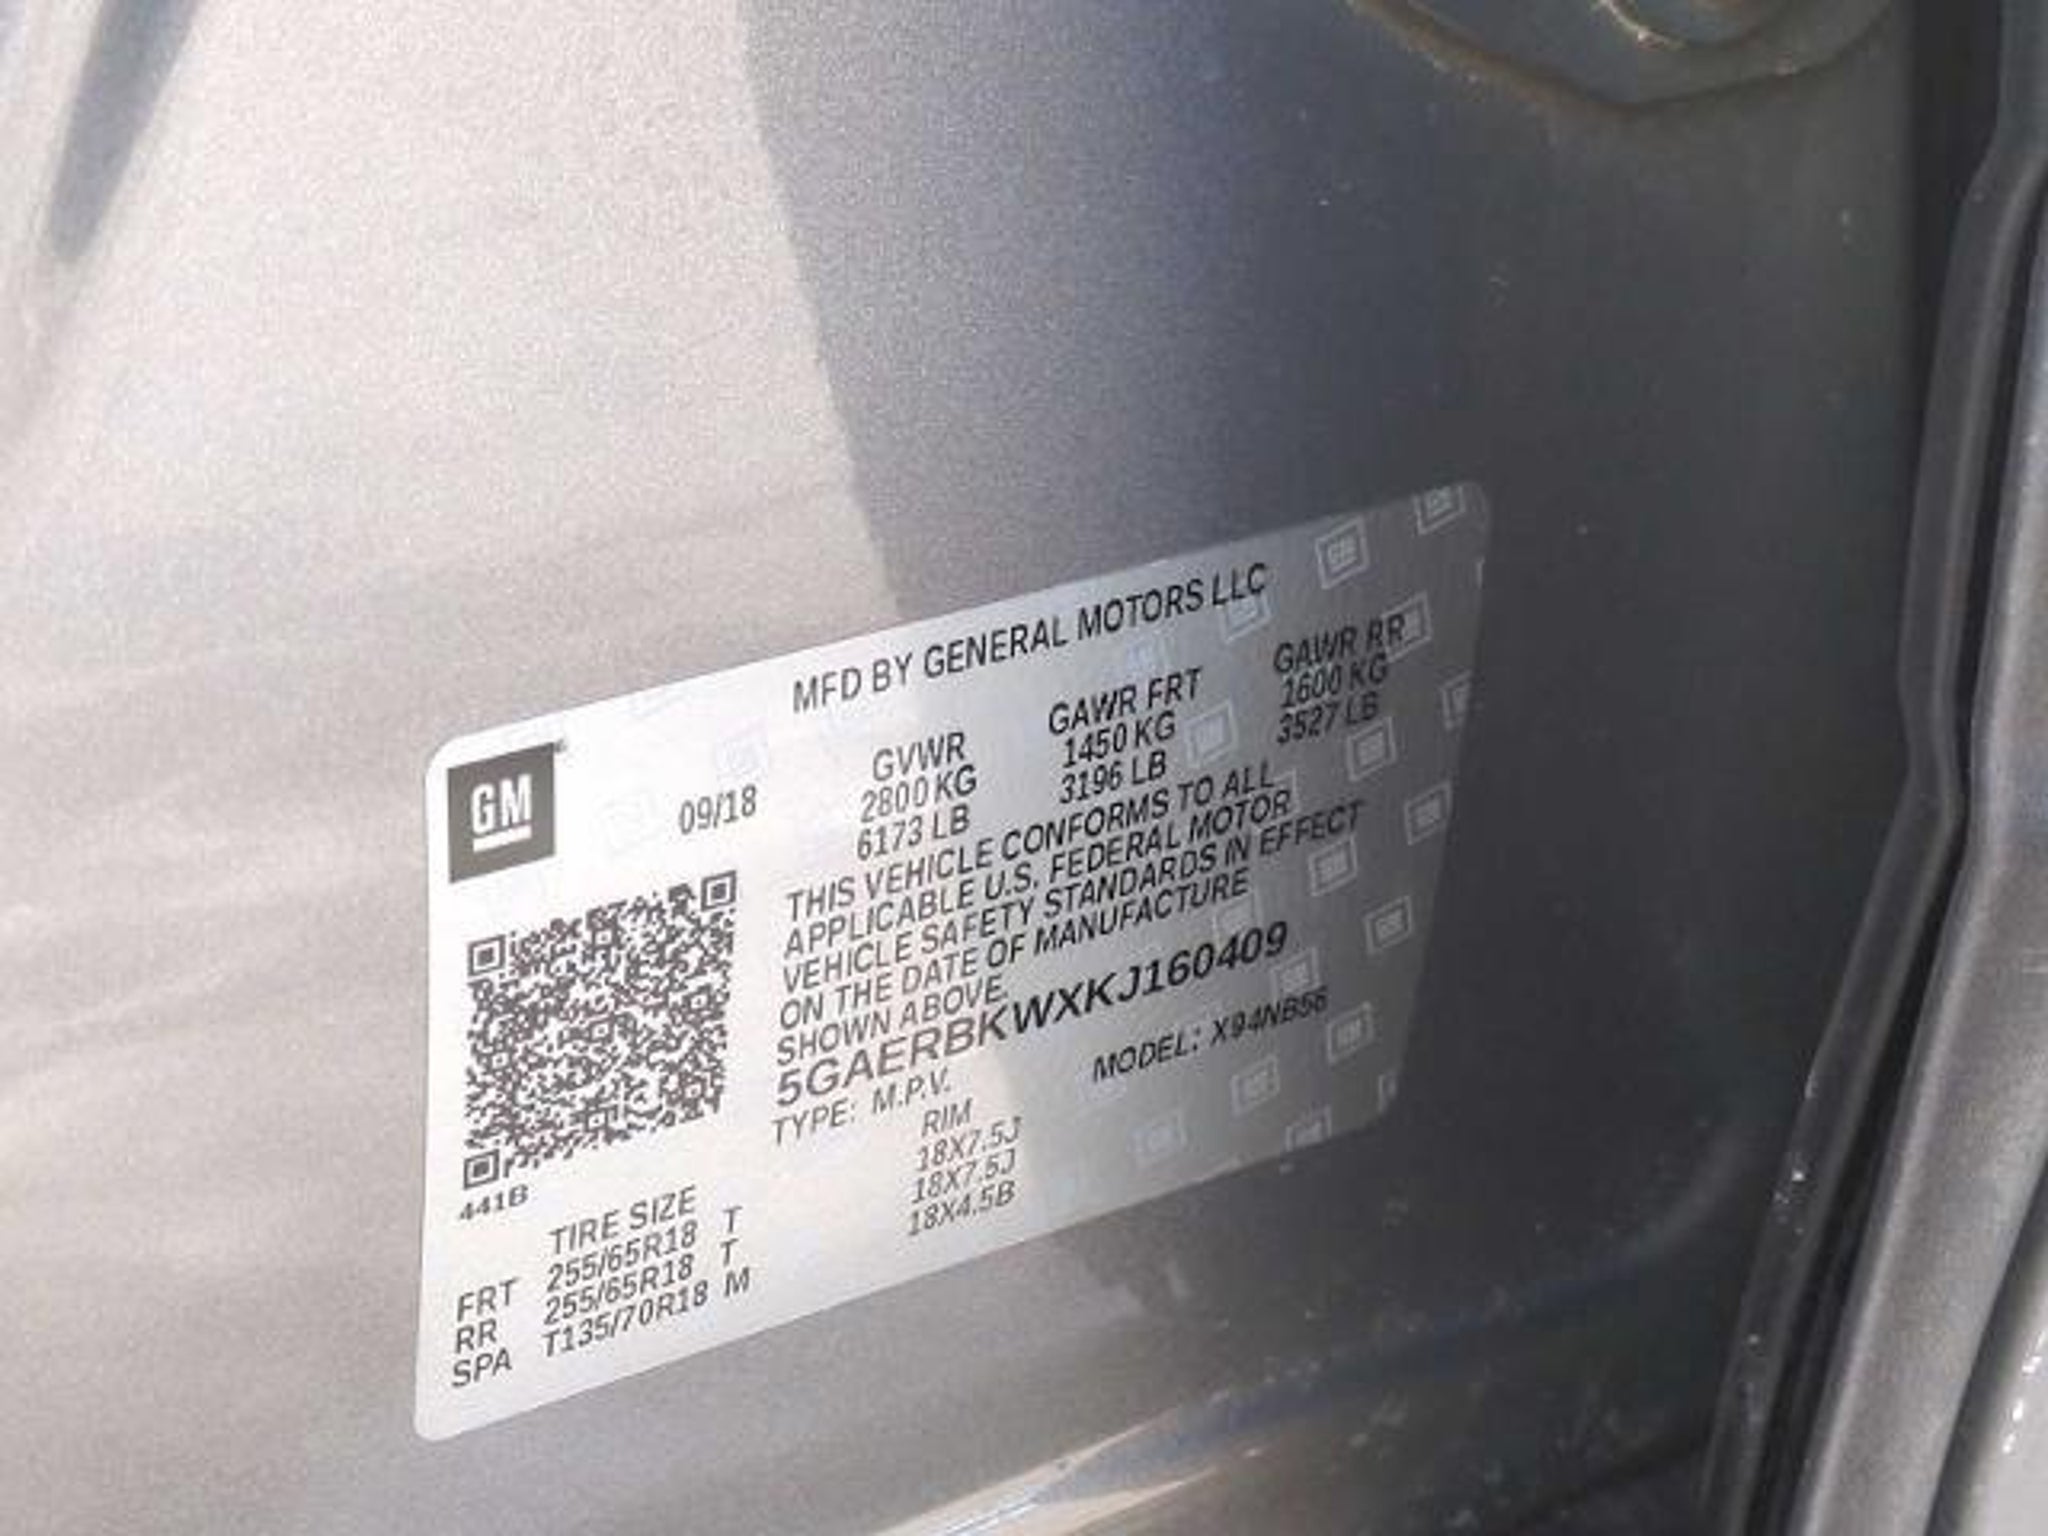 MFD BY GENERAL MOTORS LLC
GM
09/18
GVWR GAWR FRT GAWR RR
2800 KG 1450 KG 1600 KG
6173 LB 3196 LB 3527 LB
THIS VEHICLE CONFORMS TO ALL
APPLICABLE U.S. FEDERAL MOTOR
VEHICLE SAFETY STANDARDS IN EFFECT
ON THE DATE OF MANUFACTURE
SHOWN ABOVE.
5GAERBKWXKJ160409
TYPE: M.P.V. MODEL: X94NB56
441B
TIRE SIZE RIM
FRT 255/65R18 T 18X7.5J
RR 255/65R18 T 18X7.5J
SPA T135/70R18 M 18X4.5B